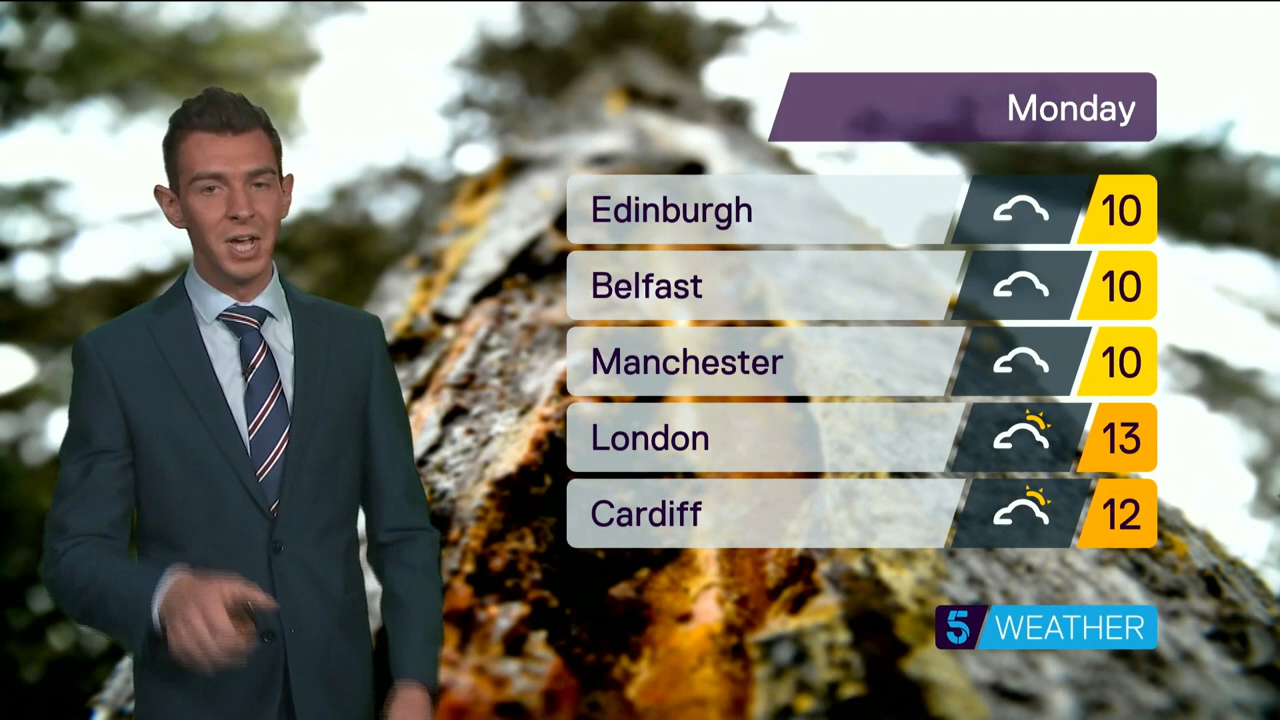 Monday
Edinburgh 10
Belfast 10
Manchester 10
London 13
Cardiff 12
5 WEATHER